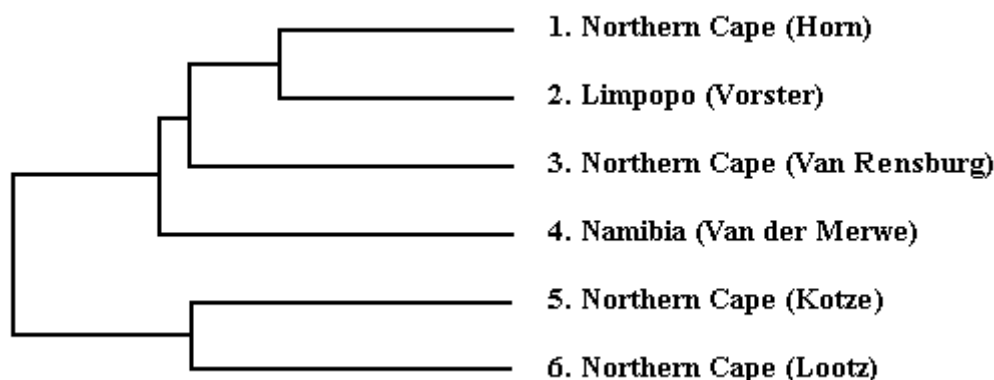 1. Northern Cape (Horn)
2. Limpopo (Vorster)
3. Northern Cape (Van Rensburg)
4. Namibia (Van der Merwe)
5. Northern Cape (Kotze)
6. Northern Cape (Lootz)